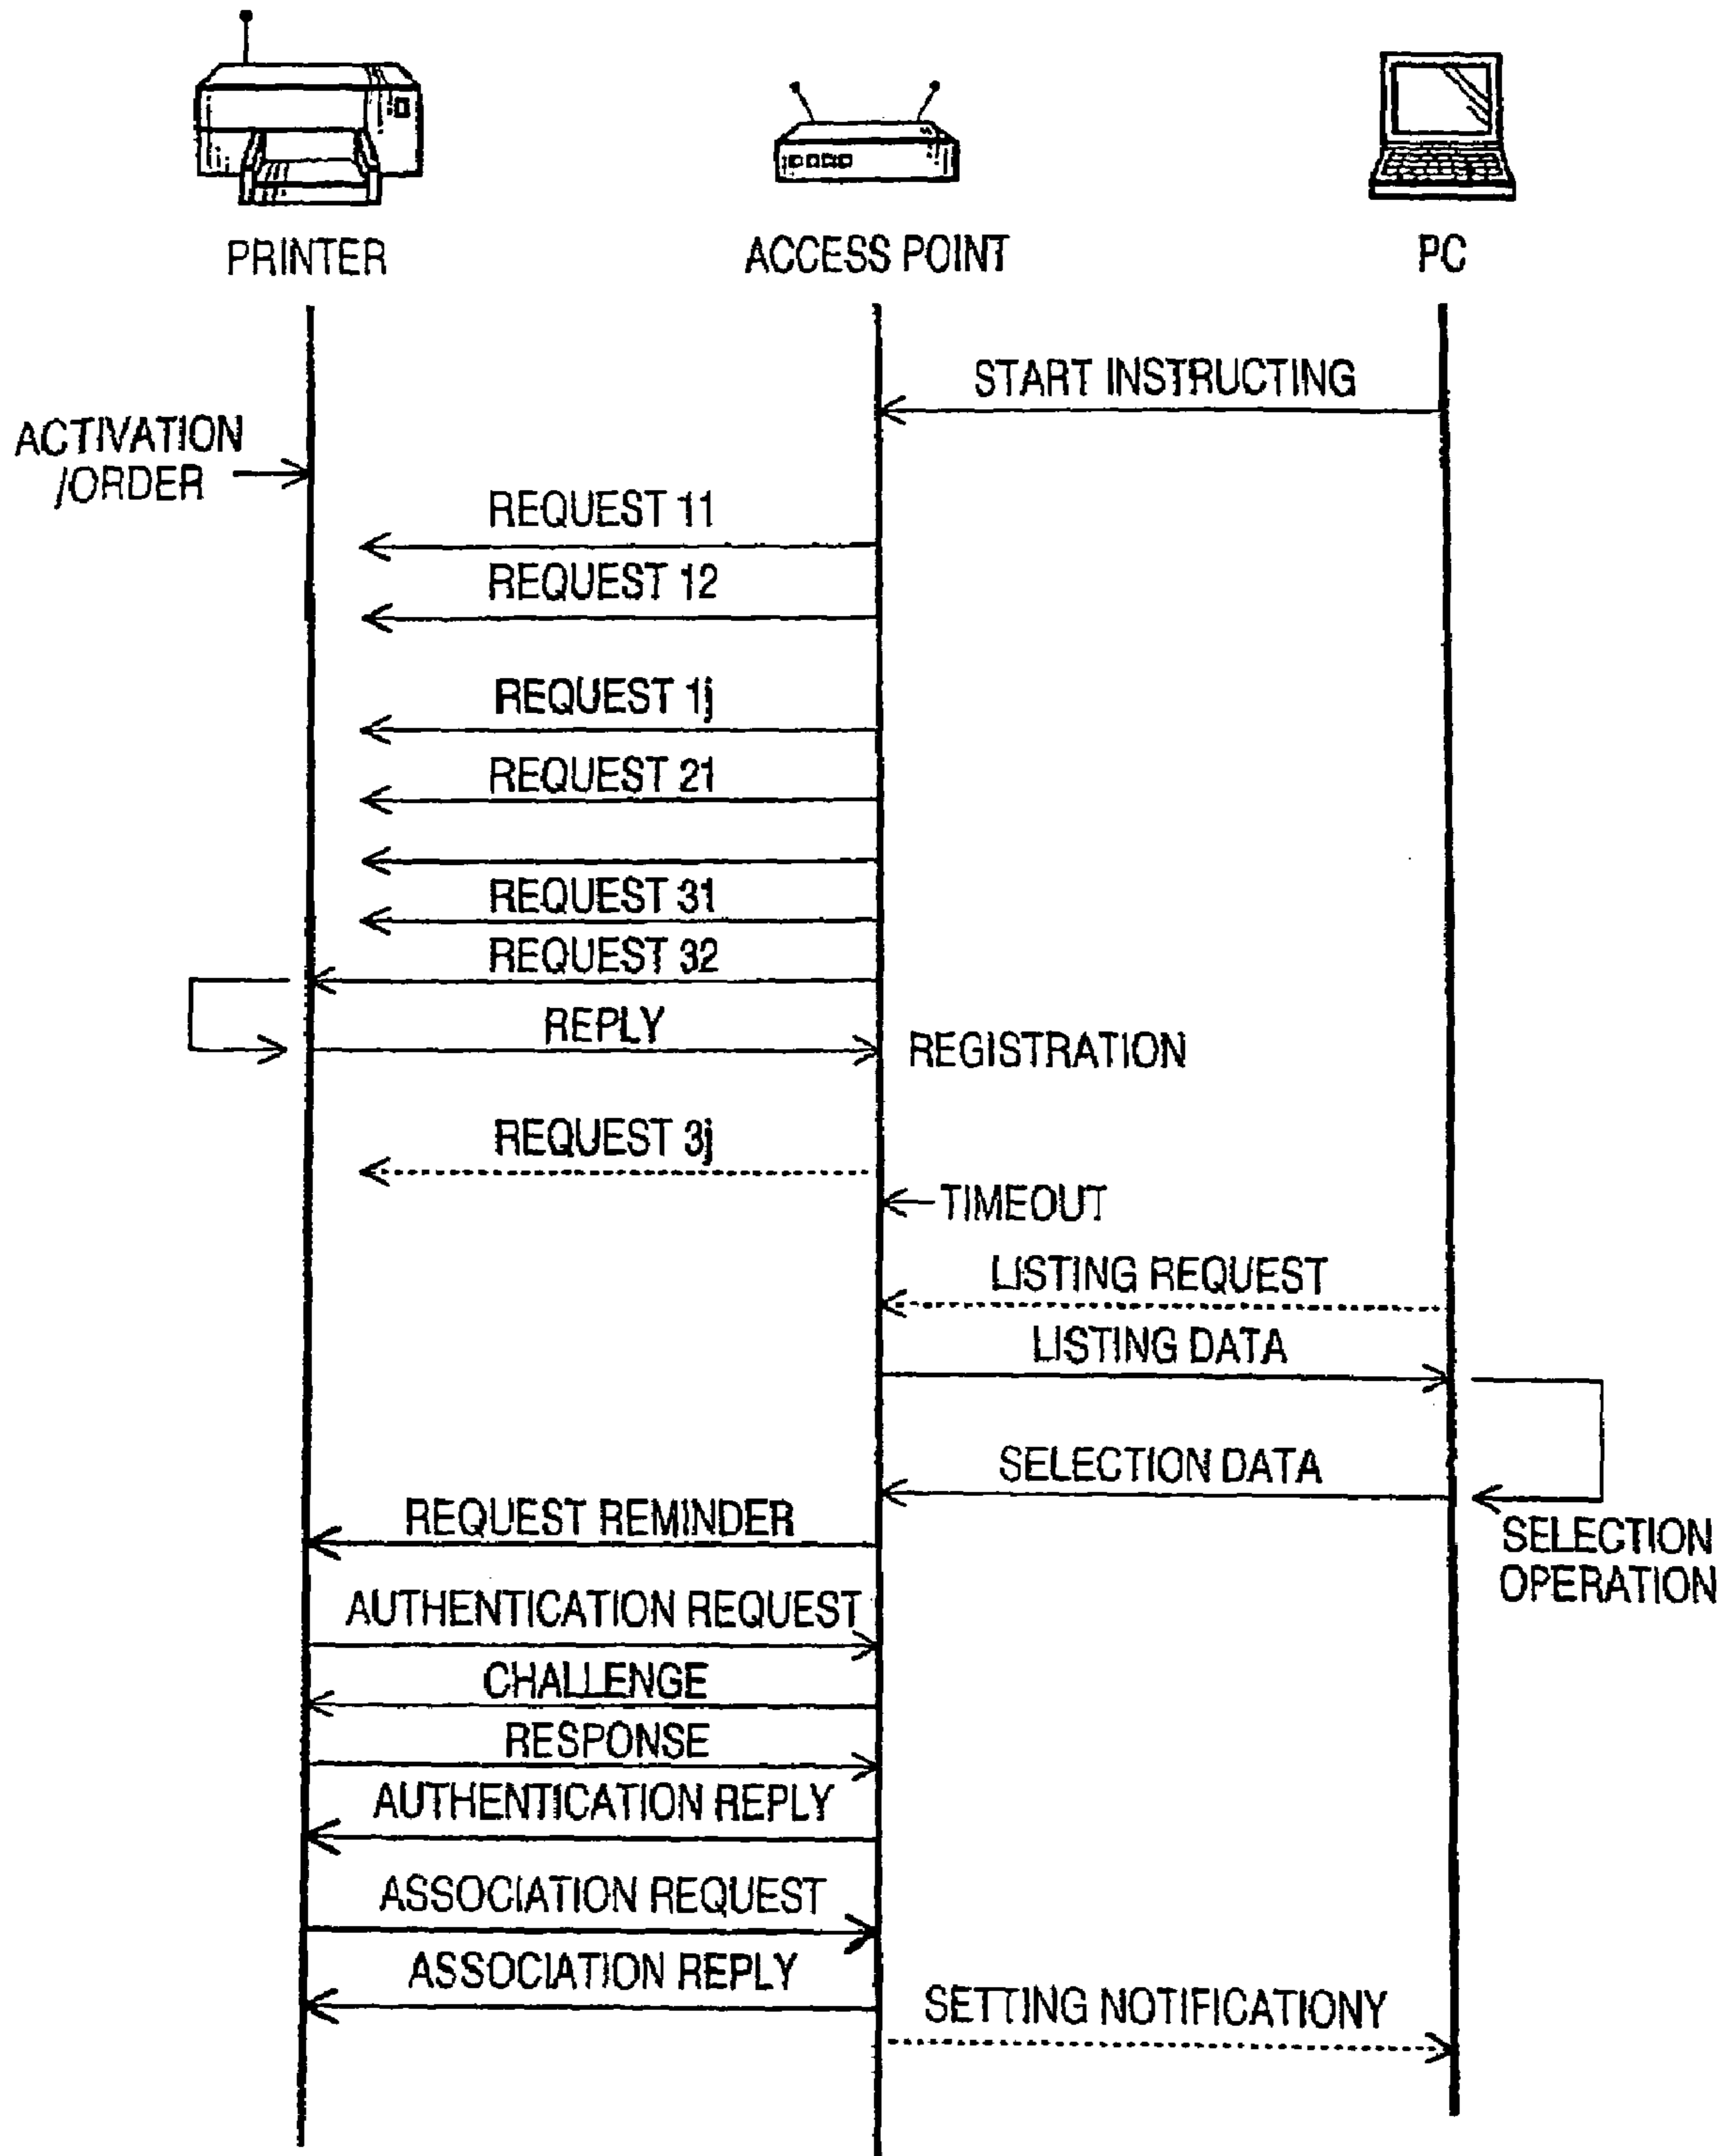 PRINTER
ACCESS POINT
PC
START INSTRUCTING
ACTIVATION
/ORDER
REQUEST 11
REQUEST 12
REQUEST 1j
REQUEST 21
REQUEST 31
REQUEST 32
REPLY
REGISTRATION
REQUEST 3j
TIMEOUT
LISTING REQUEST
LISTING DATA
SELECTION DATA
REQUEST REMINDER
SELECTION
OPERATION
AUTHENTICATION REQUEST
CHALLENGE
RESPONSE
AUTHENTICATION REPLY
ASSOCIATION REQUEST
ASSOCIATION REPLY
SETTING NOTIFICATIONY